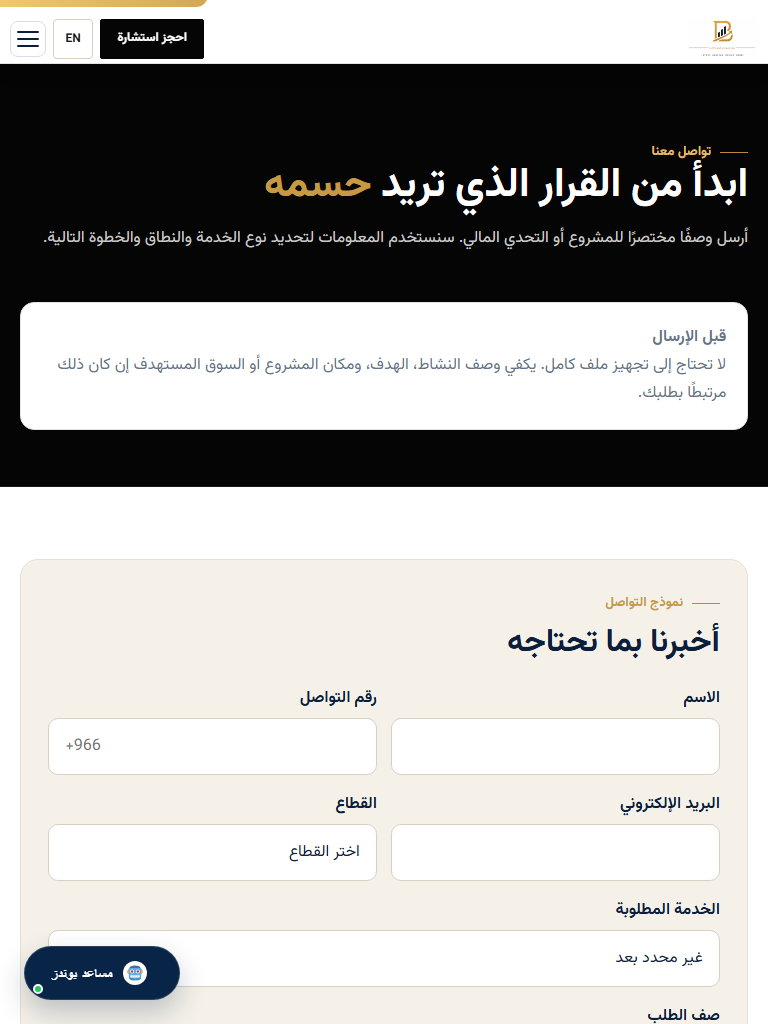 احجز استشارة
EN
تواصل معنا
ابدأ من القرار الذي تريد حسمه
أرسل وصفًا مختصرًا للمشروع أو التحدي المالي. سنستخدم المعلومات لتحديد نوع الخدمة والنطاق والخطوة التالية.
قبل الإرسال
لا تحتاج إلى تجهيز ملف كامل. يكفي وصف النشاط، الهدف، ومكان المشروع أو السوق المستهدف إن كان ذلك
مرتبطًا بطلبك.
نموذج التواصل
أخبرنا بما تحتاجه
الاسم
رقم التواصل
+966
البريد الإلكتروني
القطاع
اختر القطاع
الخدمة المطلوبة
غير محدد بعد
مساعد يوتدرَ
صف الطلب